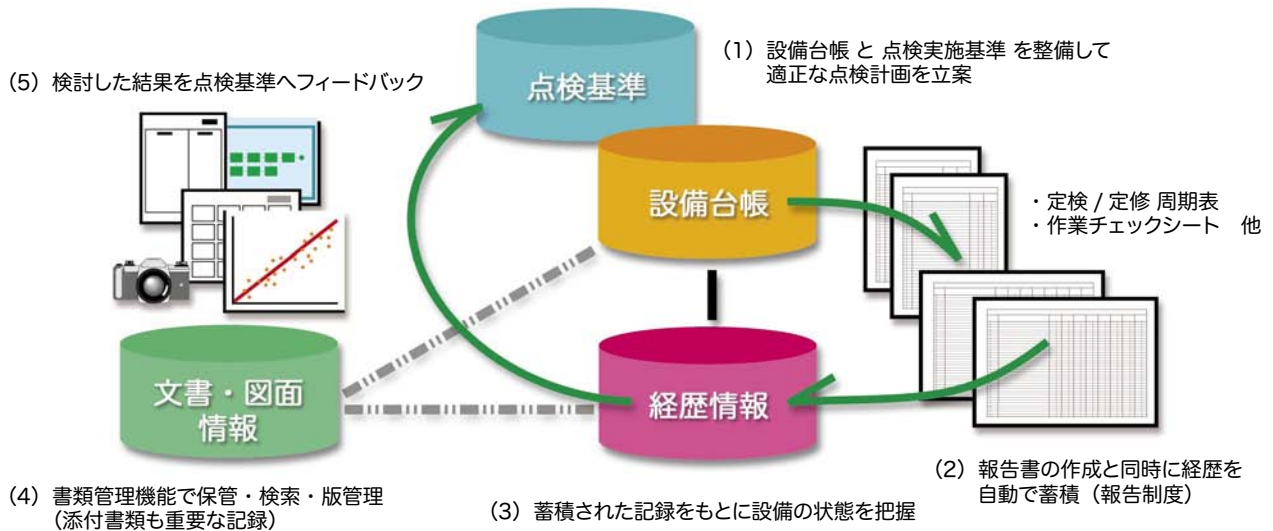 (1) 設備台帳 と 点検実施基準 を整備して
適正な点検計画を立案
(5) 検討した結果を点検基準へフィードバック
点検基準
設備台帳
・定検 / 定修 周期表
・作業チェックシート　他
文書・図面
情報
経歴情報
(2) 報告書の作成と同時に経歴を
自動で蓄積（報告制度）
(4) 書類管理機能で保管・検索・版管理
（添付書類も重要な記録）
(3) 蓄積された記録をもとに設備の状態を把握